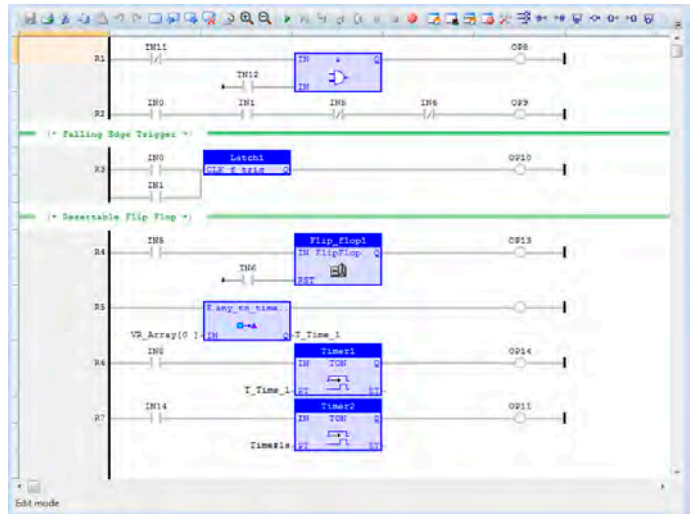 IN11 OP8
R1 IN & Q
IN12
IN
IN0 IN1 IN5 IN6 OP9
R2
(* Falling Edge Trigger *)
IN0 Latch1 OP10
R3 CLK f_trig Q
IN1
(* Resettable Flip Flop *)
IN5 Flip_flop1 OP13
R4 IN FlipFlop Q
IN6
RST
R5 any_to_time
VR_Array[0 ] IN Q T_Time_1
IN0 Timer1 OP14
R6 IN TON Q
T_Time_1 PT ET
IN14 Timer2 OP11
R7 IN TON Q
Time#1s PT ET
Edit mode